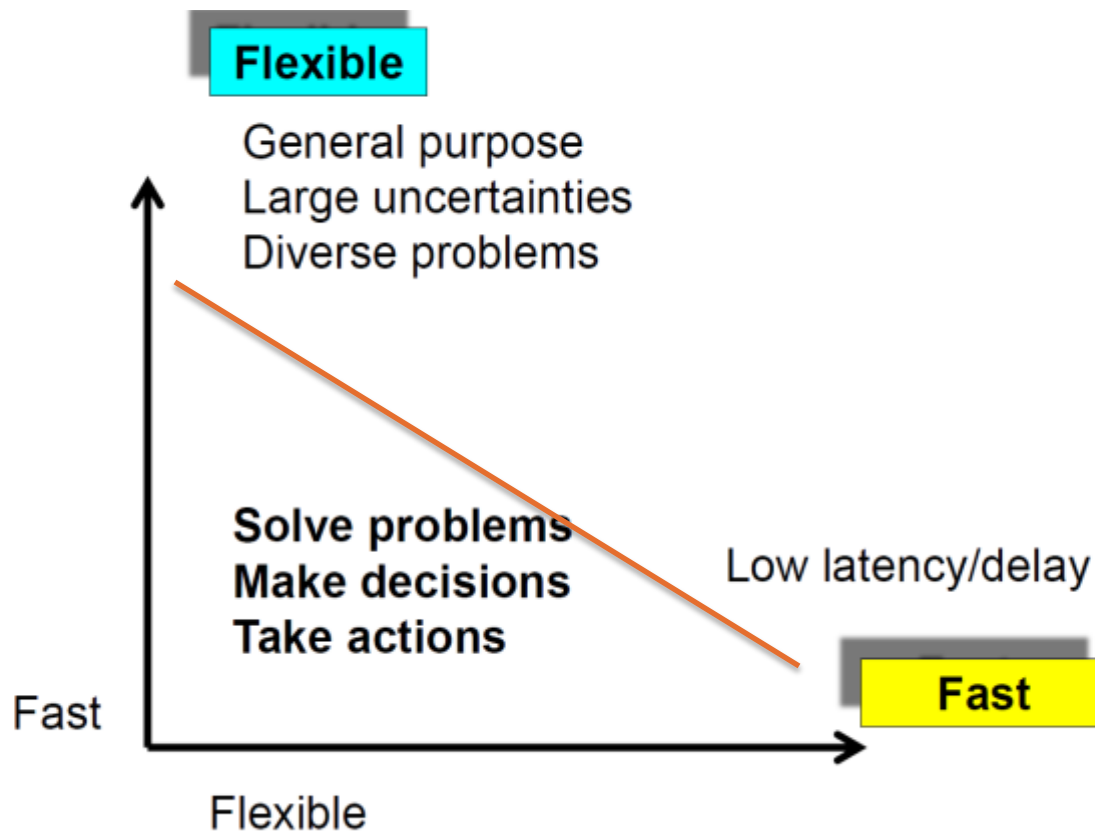 Flexible
General purpose
Large uncertainties
Diverse problems
Solve problems
Make decisions
Take actions
Low latency/delay
Fast
Fast
Flexible